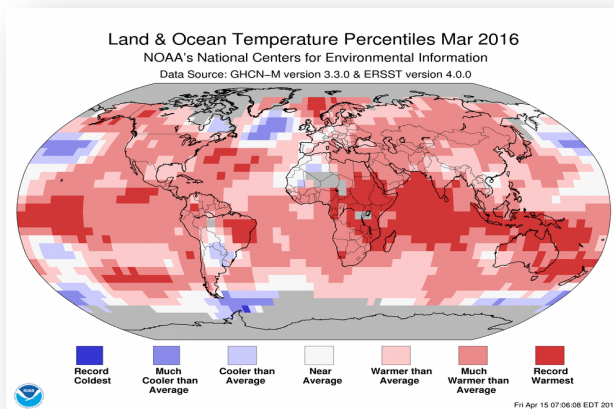 Land & Ocean Temperature Percentiles Mar 2016
NOAA's National Centers for Environmental Information
Data Source: GHCN–M version 3.3.0 & ERSST version 4.0.0
Record Coldest
Much Cooler than Average
Cooler than Average
Near Average
Warmer than Average
Much Warmer than Average
Record Warmest
Fri Apr 15 07:06:08 EDT 201